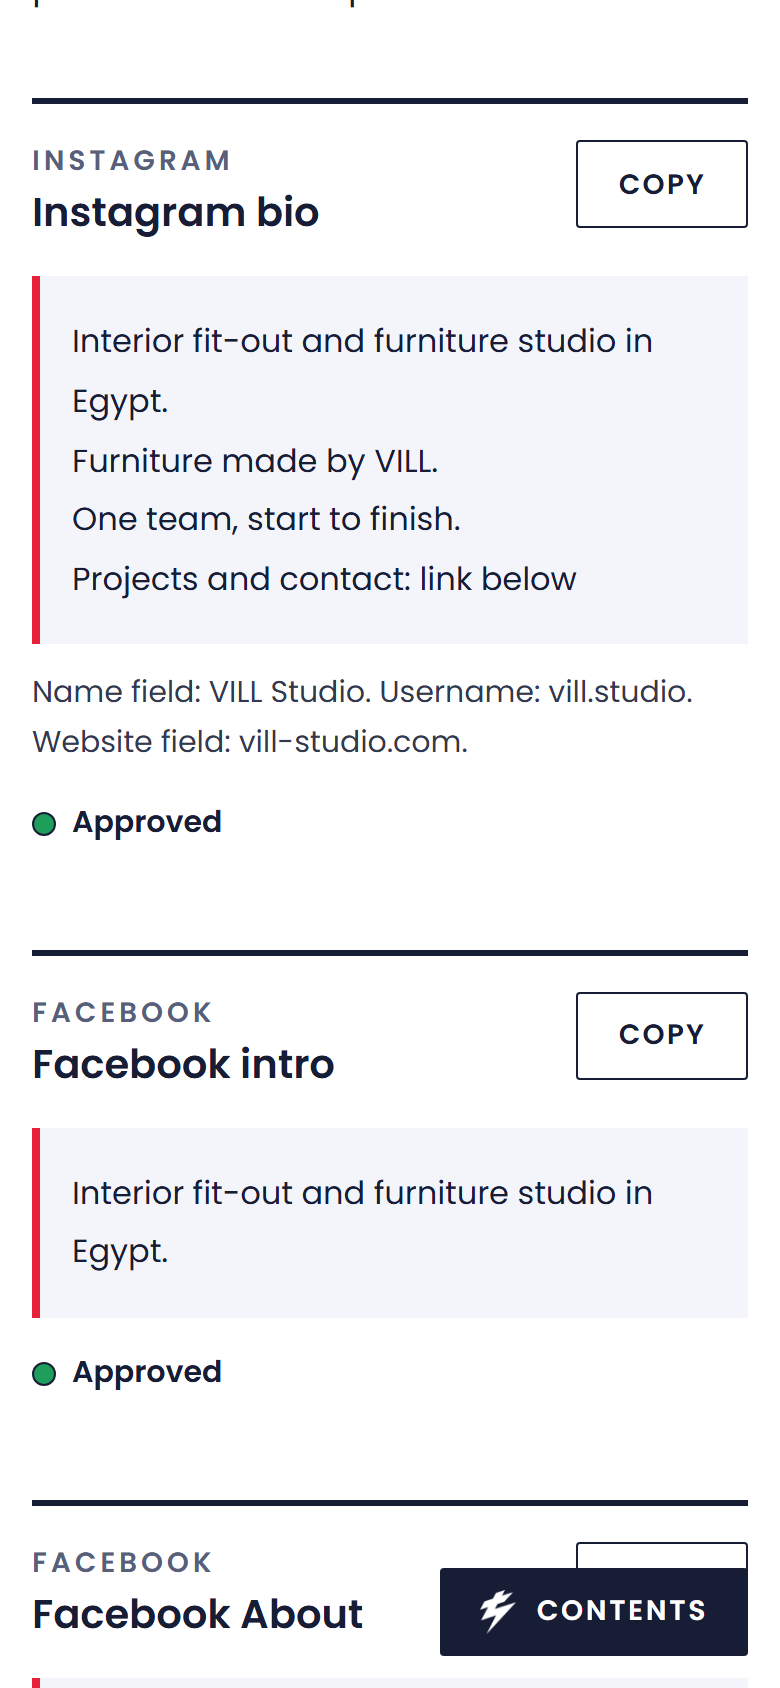 INSTAGRAM
Instagram bio
COPY
Interior fit-out and furniture studio in
Egypt.
Furniture made by VILL.
One team, start to finish.
Projects and contact: link below
Name field: VILL Studio. Username: vill.studio.
Website field: vill-studio.com.
Approved
FACEBOOK
Facebook intro
COPY
Interior fit-out and furniture studio in
Egypt.
Approved
FACEBOOK
Facebook About
CONTENTS